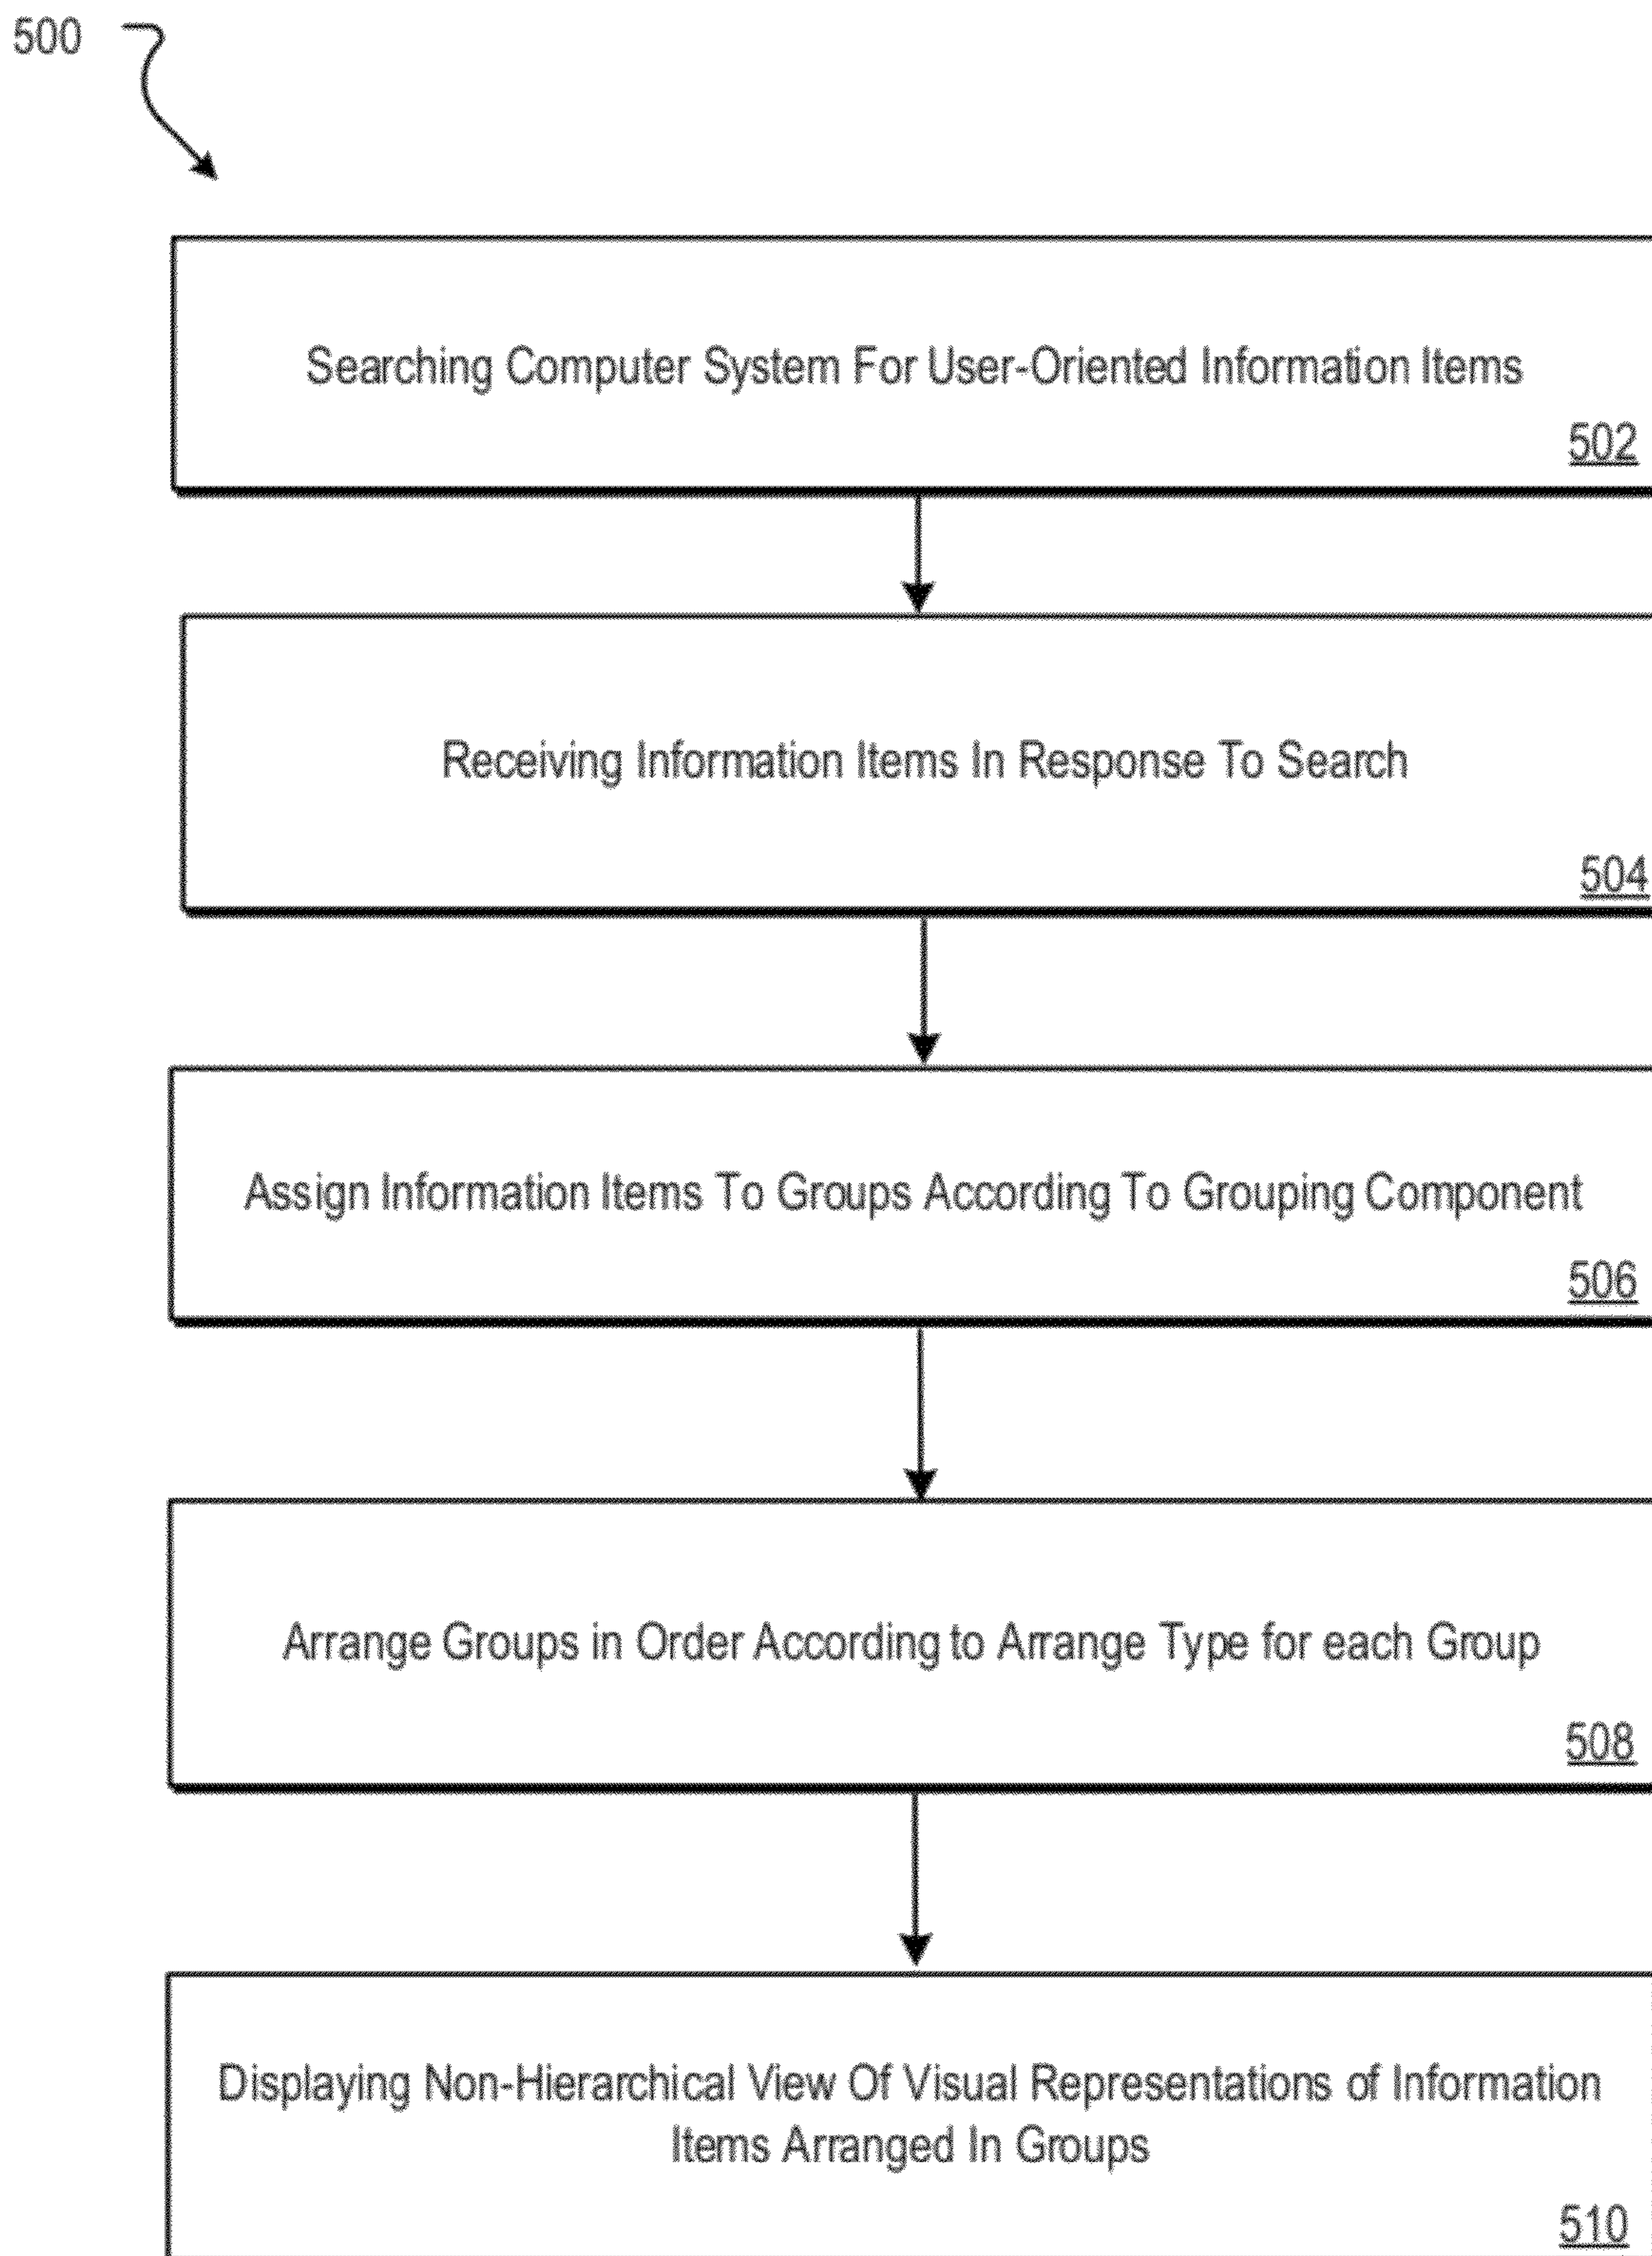 500
Searching Computer System For User-Oriented Information Items
502
Receiving Information Items In Response To Search
504
Assign Information Items To Groups According To Grouping Component
506
Arrange Groups in Order According to Arrange Type for each Group
508
Displaying Non-Hierarchical View Of Visual Representations of Information
Items Arranged In Groups
510